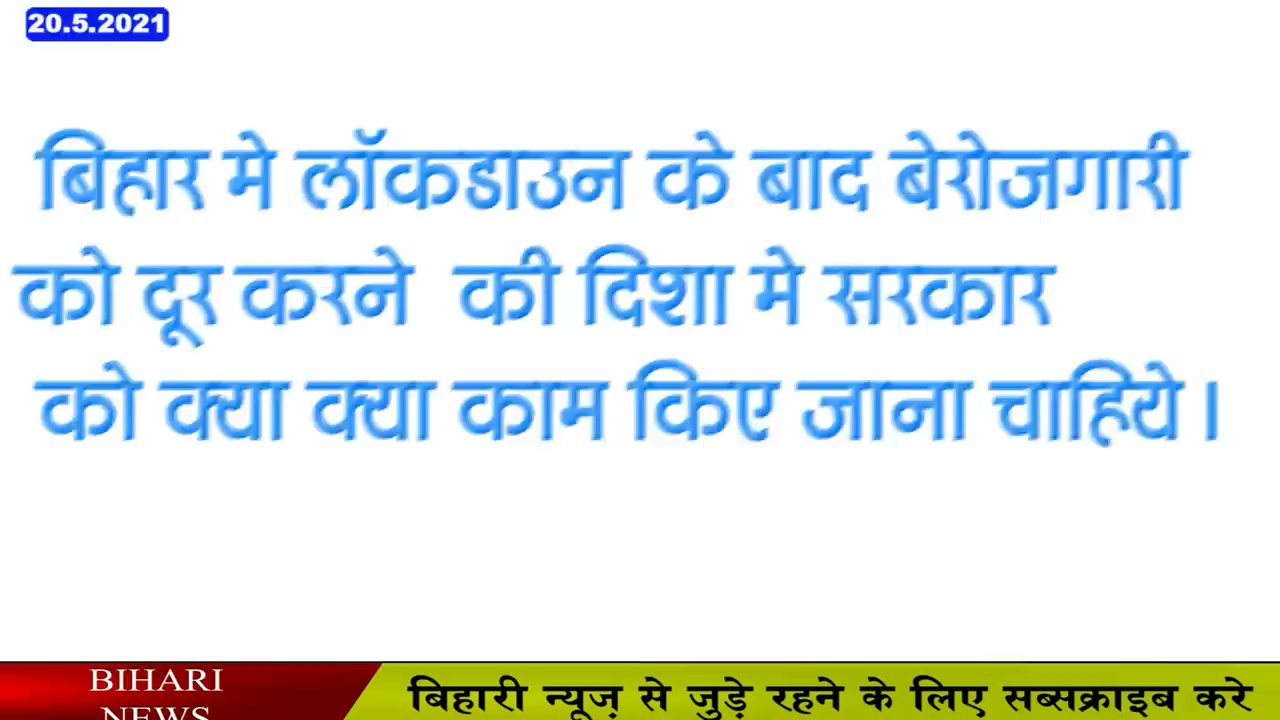 20.5.2021
बिहार मे लॉकडाउन के बाद बेरोजगारी
को दूर करने की दिशा मे सरकार
को क्या क्या काम किए जाना चाहिये ।
BIHARI
NEWS
बिहारी न्यूज़ से जुड़े रहने के लिए सब्सक्राइब करे